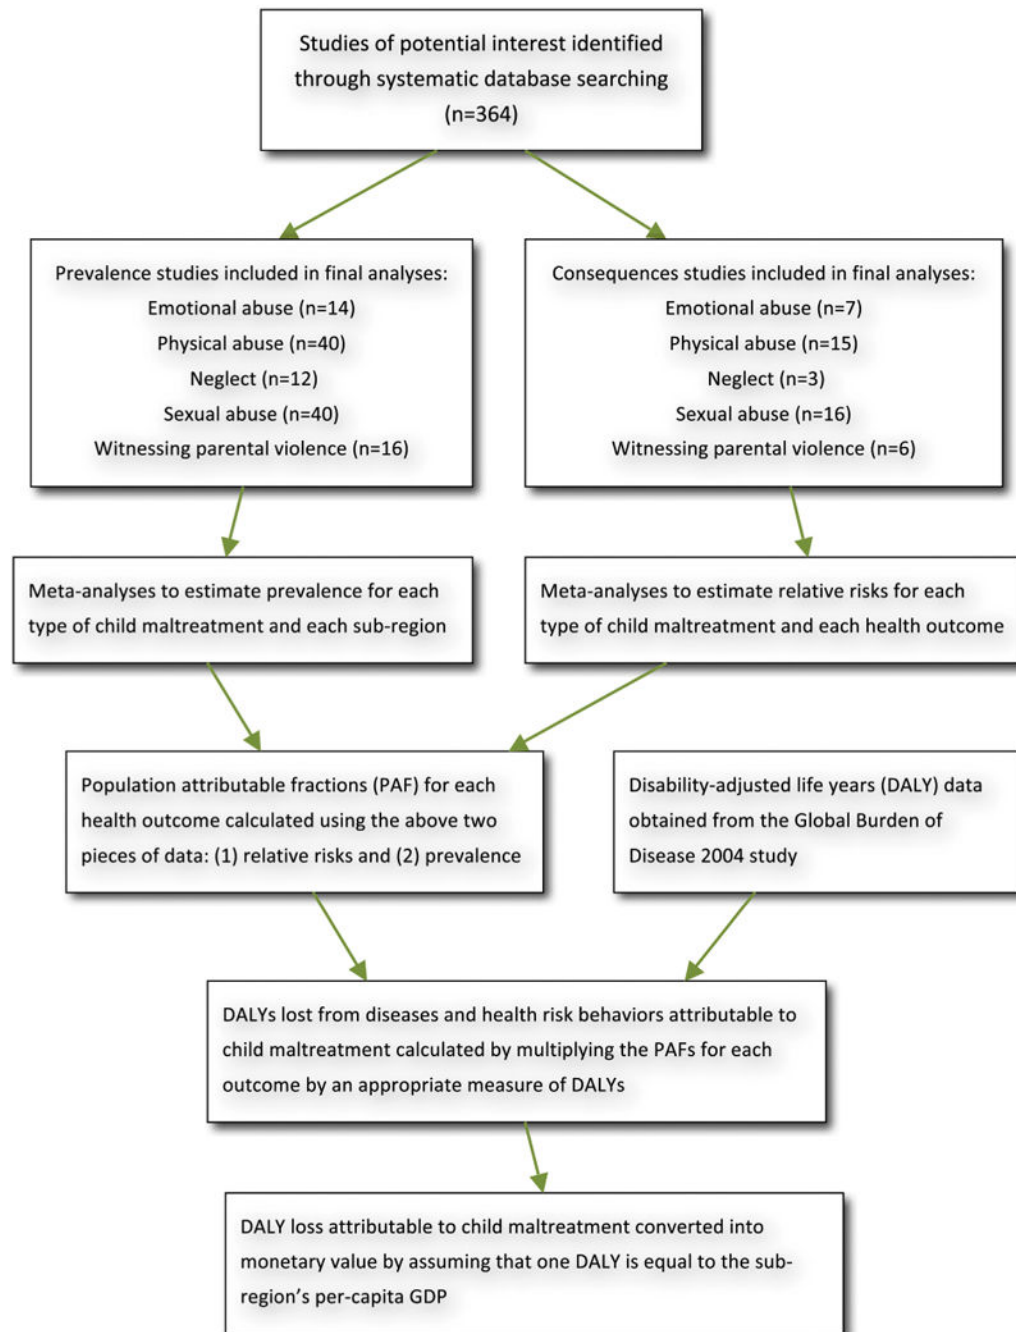 Studies of potential interest identified
through systematic database searching
(n=364)
Prevalence studies included in final analyses:
Emotional abuse (n=14)
Physical abuse (n=40)
Neglect (n=12)
Sexual abuse (n=40)
Witnessing parental violence (n=16)
Consequences studies included in final analyses:
Emotional abuse (n=7)
Physical abuse (n=15)
Neglect (n=3)
Sexual abuse (n=16)
Witnessing parental violence (n=6)
Meta-analyses to estimate prevalence for each
type of child maltreatment and each sub-region
Meta-analyses to estimate relative risks for each
type of child maltreatment and each health outcome
Population attributable fractions (PAF) for each
health outcome calculated using the above two
pieces of data: (1) relative risks and (2) prevalence
Disability-adjusted life years (DALY) data
obtained from the Global Burden of
Disease 2004 study
DALYs lost from diseases and health risk behaviors attributable to
child maltreatment calculated by multiplying the PAFs for each
outcome by an appropriate measure of DALYs
DALY loss attributable to child maltreatment converted into
monetary value by assuming that one DALY is equal to the sub-
region's per-capita GDP